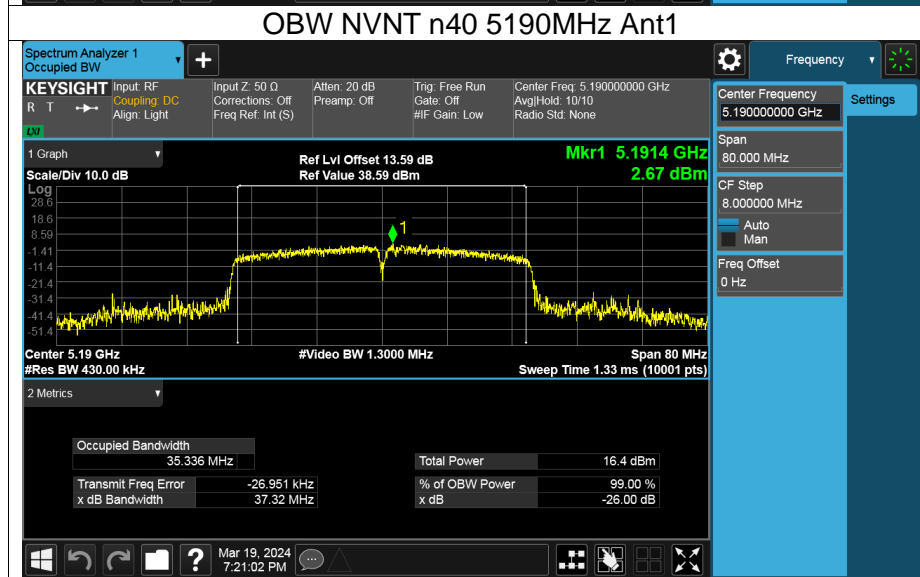 OBW NVNT n40 5190MHz Ant1
Spectrum Analyzer 1
Occupied BW
+
Frequency
KEYSIGHT
R T
LXI
Input: RF
Coupling: DC
Align: Light
Input Z: 50 Ω
Corrections: Off
Freq Ref: Int (S)
Atten: 20 dB
Preamp: Off
Trig: Free Run
Gate: Off
#IF Gain: Low
Center Freq: 5.190000000 GHz
Avg|Hold: 10/10
Radio Std: None
Center Frequency
5.190000000 GHz
Settings
Span
80.000 MHz
CF Step
8.000000 MHz
Auto
Man
Freq Offset
0 Hz
1 Graph
Scale/Div 10.0 dB
Ref Lvl Offset 13.59 dB
Ref Value 38.59 dBm
Mkr1 5.1914 GHz
2.67 dBm
Log
28.6
18.6
8.59
-1.41
-11.4
-21.4
-31.4
-41.4
-51.4
1
Center 5.19 GHz
#Res BW 430.00 kHz
#Video BW 1.3000 MHz
Span 80 MHz
Sweep Time 1.33 ms (10001 pts)
2 Metrics
Occupied Bandwidth
35.336 MHz
Transmit Freq Error -26.951 kHz
x dB Bandwidth 37.32 MHz
Total Power 16.4 dBm
% of OBW Power 99.00 %
x dB -26.00 dB
?
Mar 19, 2024
7:21:02 PM